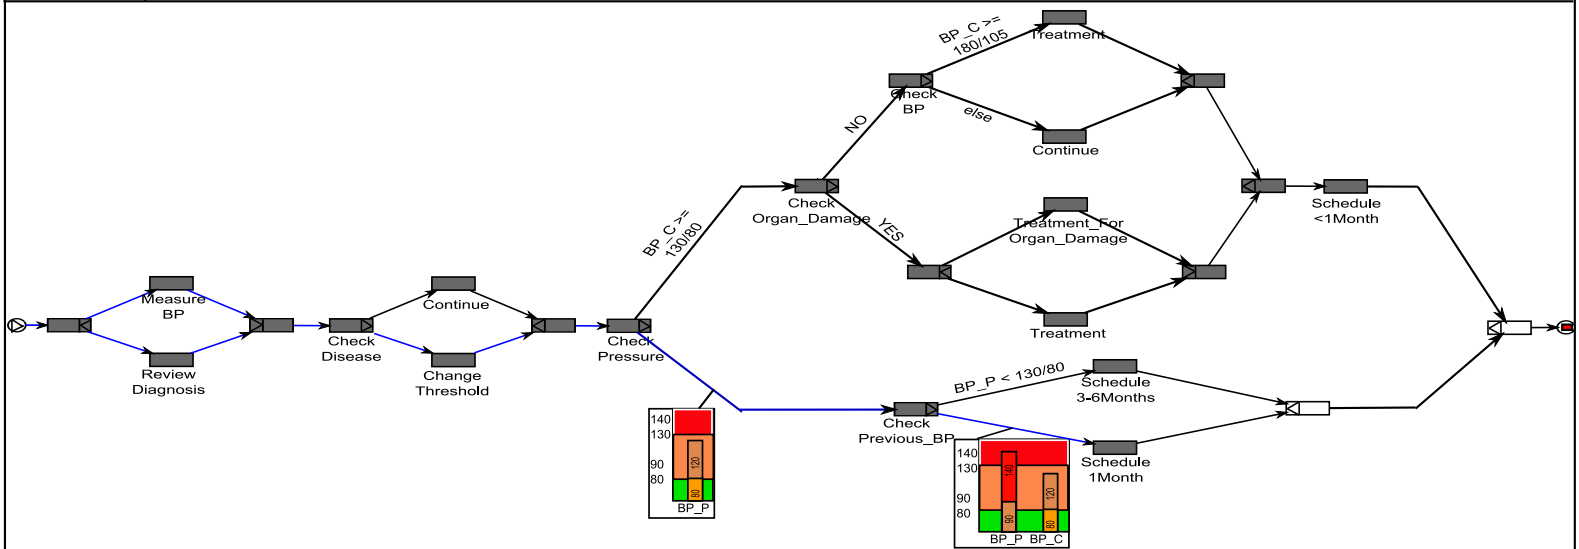 BP_C >=
180/105
Treatment
Check
BP
else
Continue
NO
Check
Organ_Damage
YES
Treatment_For
Organ_Damage
Treatment
Schedule
<1Month
BP_C >=
130/80
Measure
BP
Review
Diagnosis
Check
Disease
Continue
Change
Threshold
Check
Pressure
BP_P < 130/80
Schedule
3-6Months
Check
Previous_BP
Schedule
1Month
140
130
90
80
120
80
BP_P
140
130
90
80
140
90
120
80
BP_P BP_C